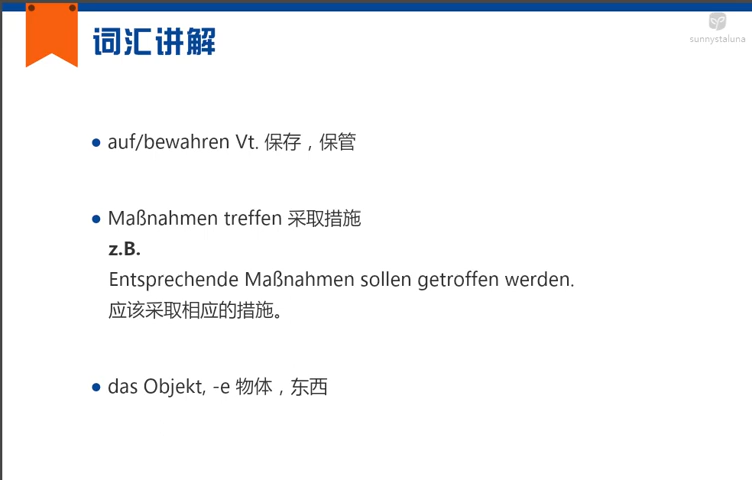 词汇讲解
sunnystaluna
auf/bewahren Vt. 保存，保管
Maßnahmen treffen 采取措施
z.B.
Entsprechende Maßnahmen sollen getroffen werden.
应该采取相应的措施。
das Objekt, -e 物体，东西